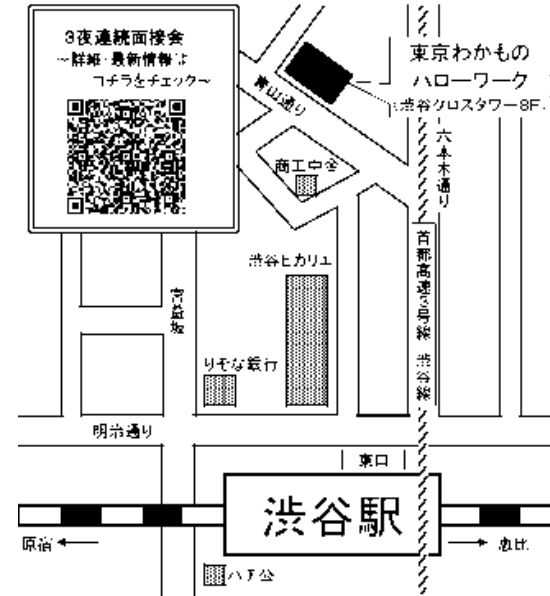 3夜連続面接会
～詳細・最新情報は
コチラをチェック～
東京わかもの
ハローワーク
渋谷クロスタワー8F
青山通り
六本木通り
商工中金
首都高速3号線 渋谷線
渋谷ヒカリエ
宮益坂
りそな銀行
明治通り
東口
渋谷駅
原宿
恵比
ハチ公